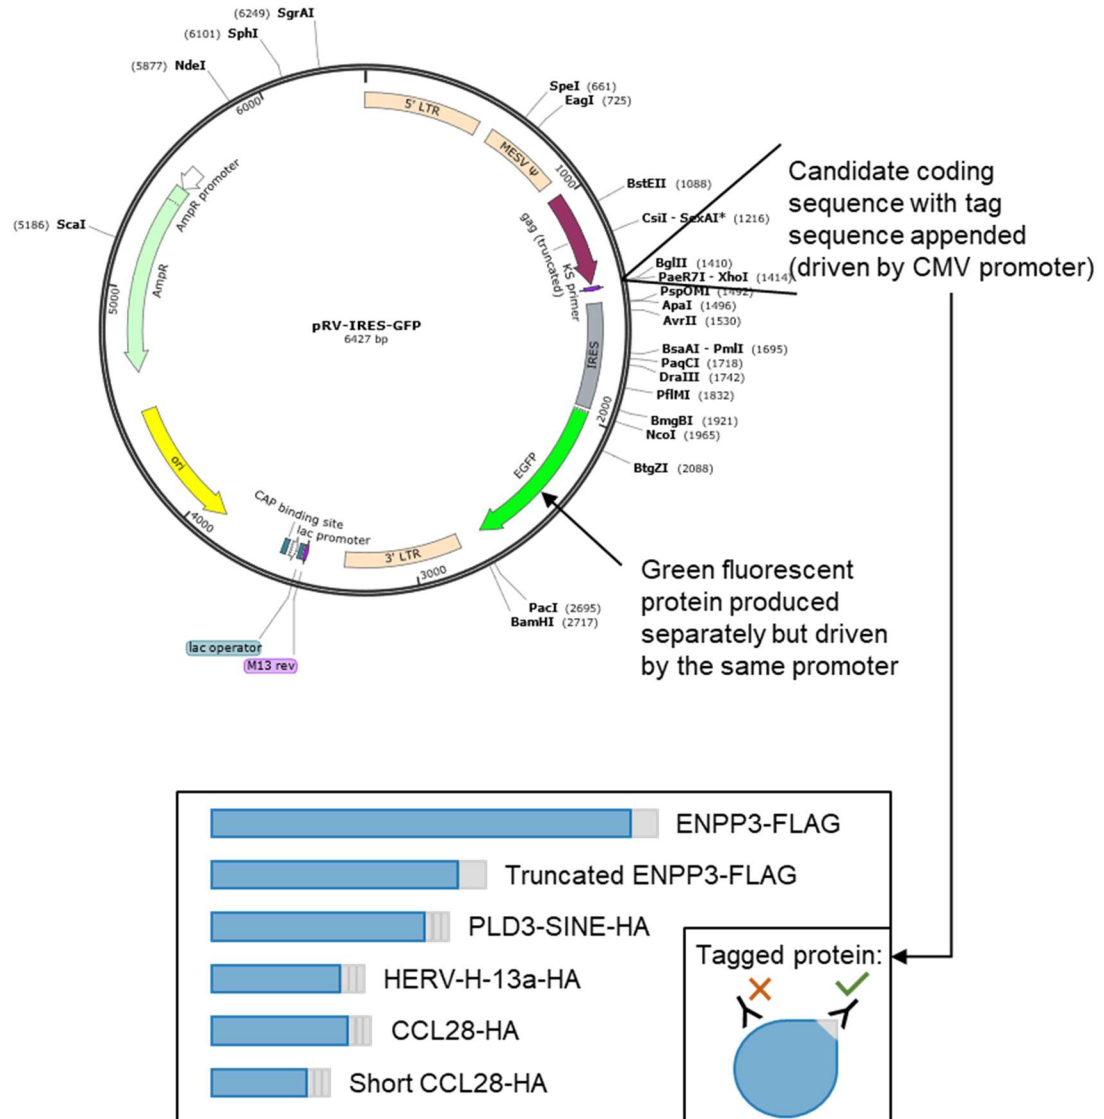 (6249) SgrAI
(6101) SphI
(5877) NdeI
6000
5' LTR
MESV Ψ
1000
SpeI (661)
EagI (725)
BstEII (1088)
CsiI - SexAI* (1216)
BglII (1410)
PaeR7I - XhoI (1414)
PspOMI (1492)
ApaI (1496)
AvrII (1530)
BsaAI - PmlI (1695)
PaqCI (1718)
DraIII (1742)
PflMI (1832)
BmgBI (1921)
NcoI (1965)
BtgZI (2088)
Candidate coding
sequence with tag
sequence appended
(driven by CMV promoter)
AmpR promoter
(5186) ScaI
AmpR
5000
gag (truncated)
KS primer
pRV-IRES-GFP
6427 bp
IRES
2000
EGFP
ori
4000
CAP binding site
lac promoter
3' LTR
3000
PacI (2695)
BamHI (2717)
lac operator
M13 rev
Green fluorescent
protein produced
separately but driven
by the same promoter
ENPP3-FLAG
Truncated ENPP3-FLAG
PLD3-SINE-HA
HERV-H-13a-HA
CCL28-HA
Short CCL28-HA
Tagged protein: